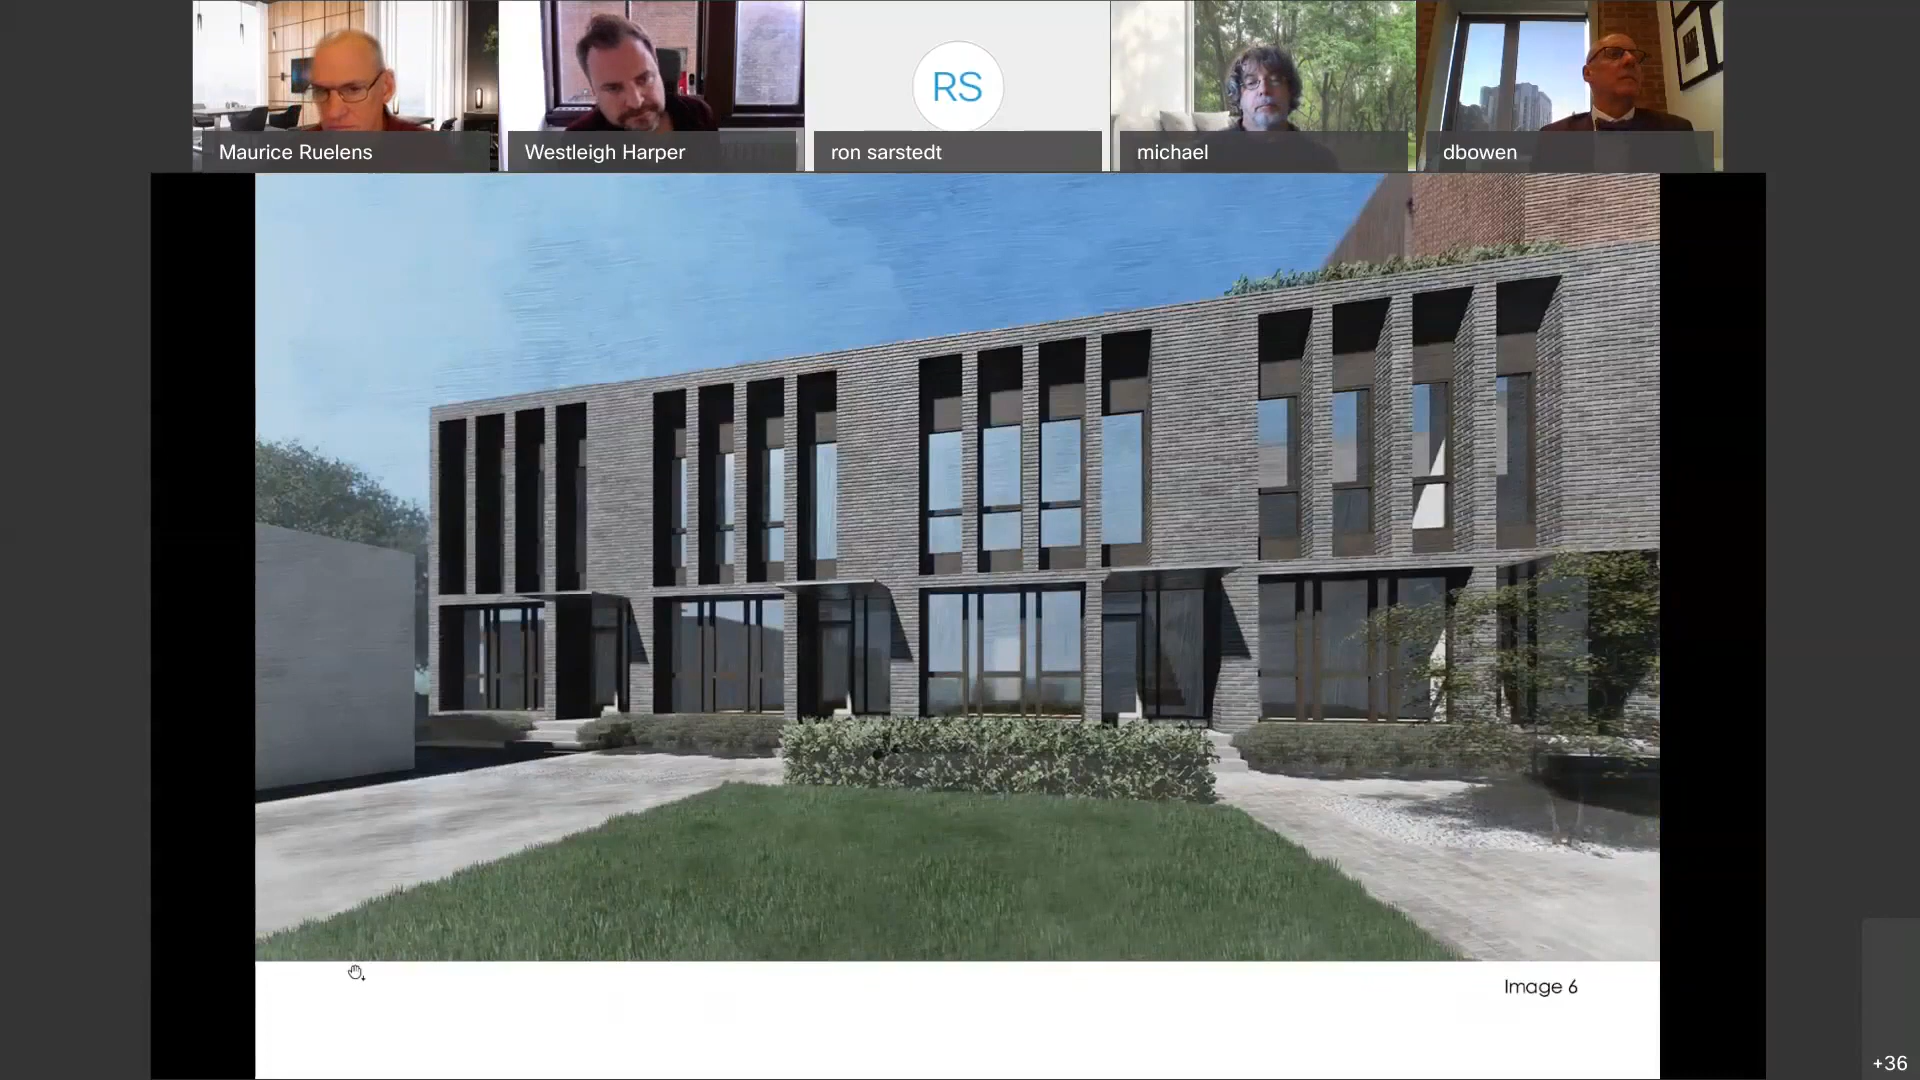 RS
Maurice Ruelens
Westleigh Harper
ron sarstedt
michael
dbowen
Image 6
+36